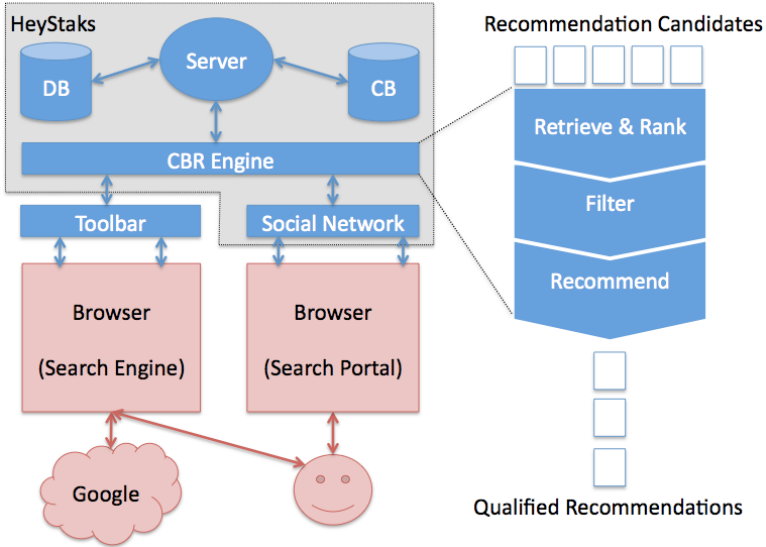 HeyStaks
Server
DB
CB
CBR Engine
Toolbar
Social Network
Browser
(Search Engine)
Browser
(Search Portal)
Google
Recommendation Candidates
Retrieve & Rank
Filter
Recommend
Qualified Recommendations